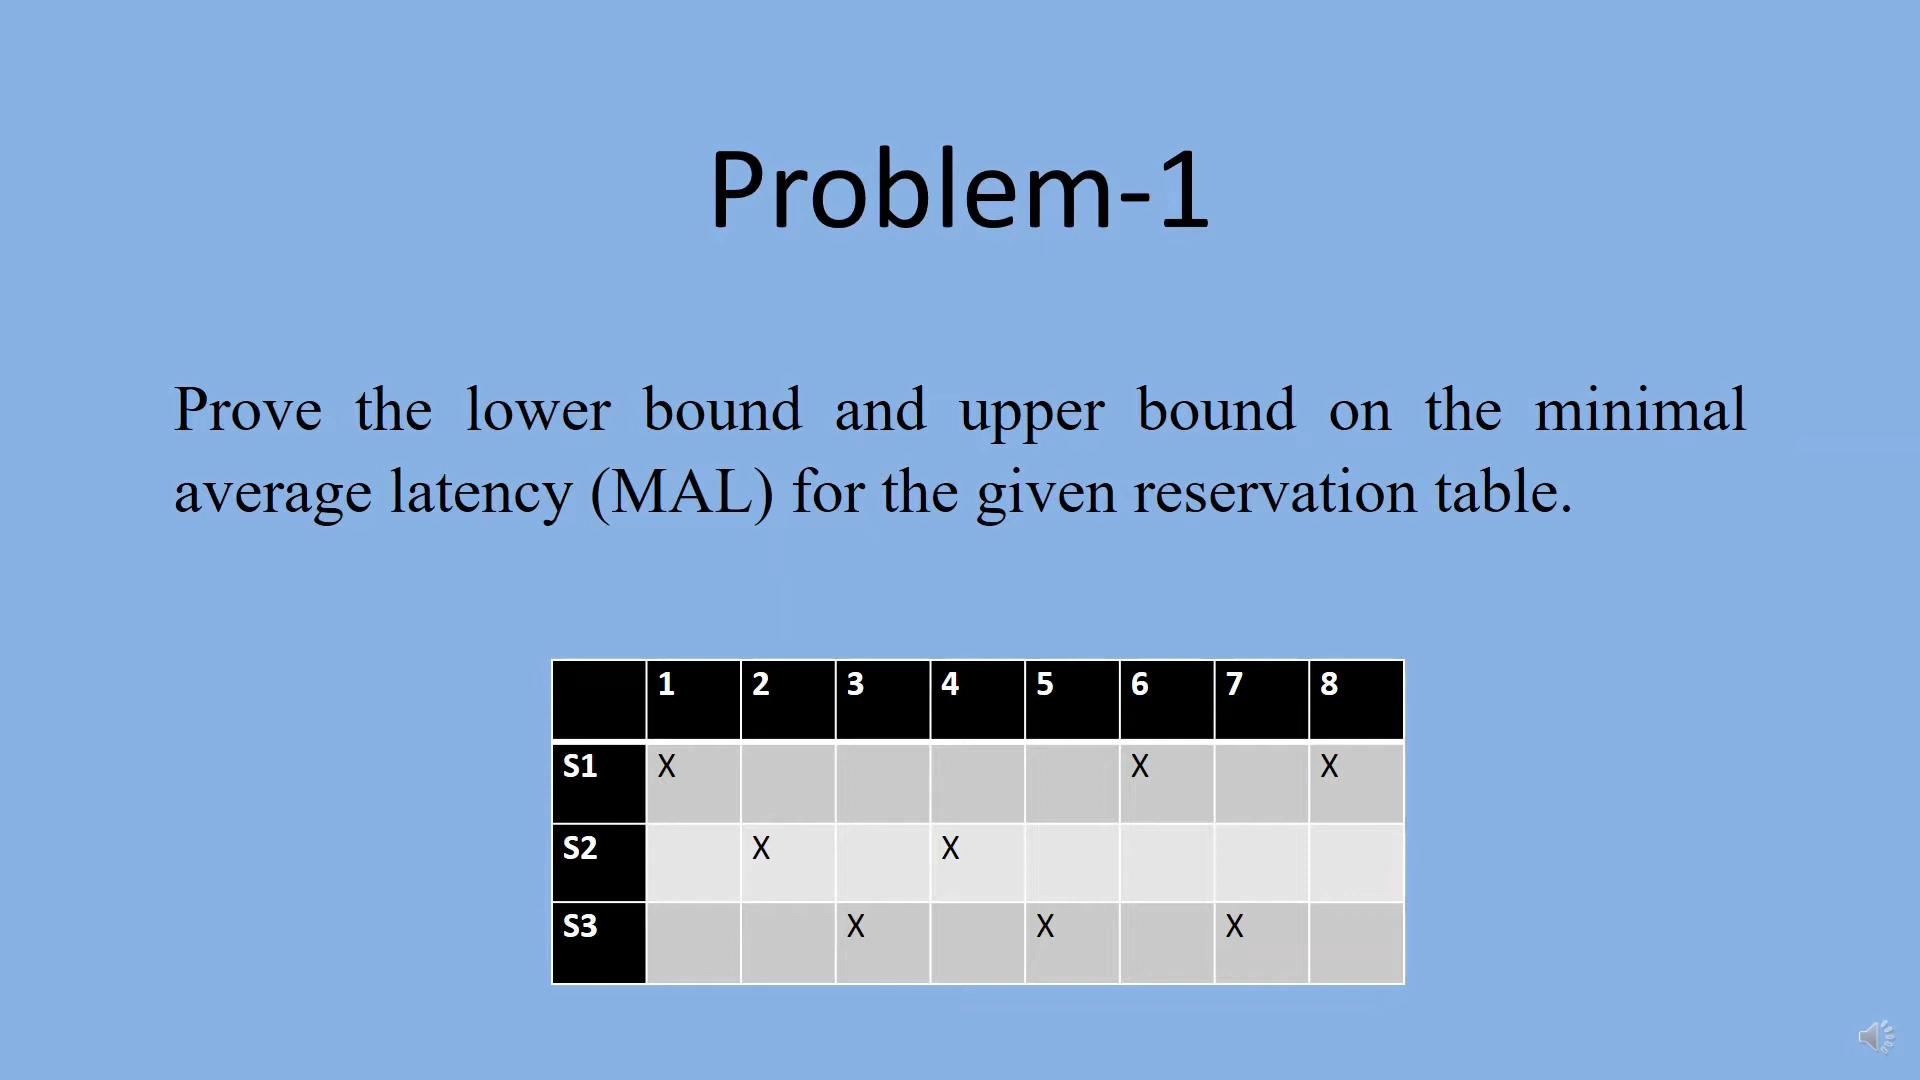 Problem-1
Prove the lower bound and upper bound on the minimal
average latency (MAL) for the given reservation table.
1 2 3 4 5 6 7 8
S1 X X X
S2 X X
S3 X X X